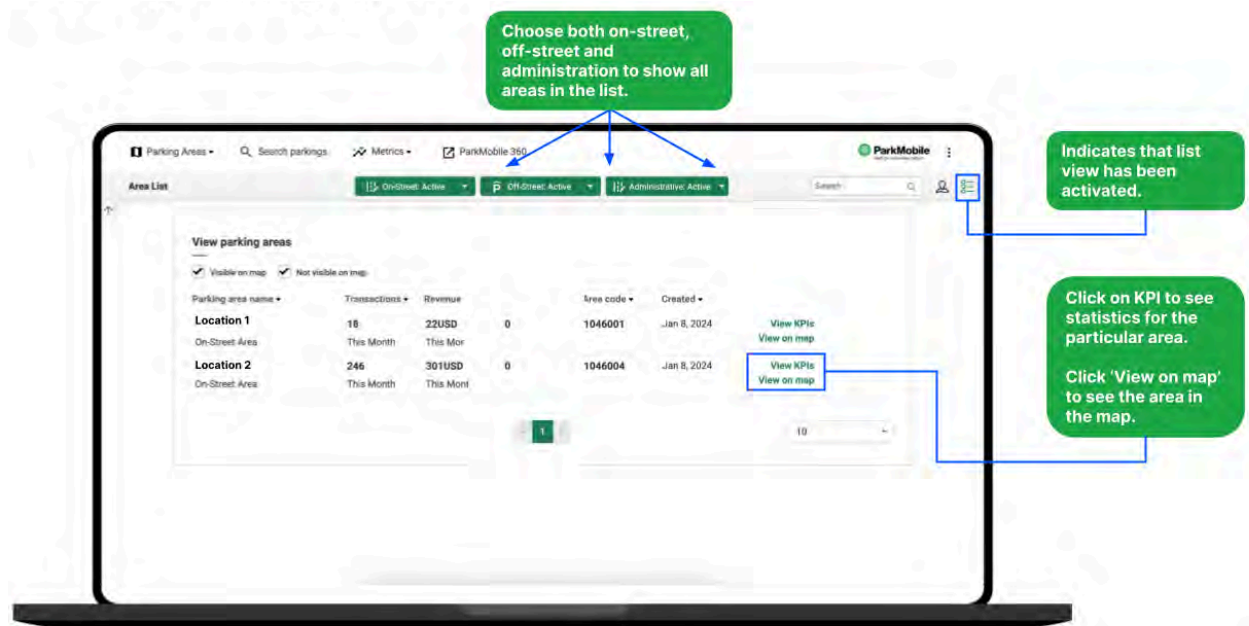 Choose both on-street,
off-street and
administration to show all
areas in the list.
Parking Areas Search parkings Metrics ParkMobile 360 ParkMobile
Indicates that list
view has been
activated.
Area List On-Street: Active Off-Street: Active Administrative: Active Search
View parking areas
Visible on map Not visible on map
Parking area name Transactions Revenue Area code Created
Location 1 18 22USD 0 1046001 Jan 8, 2024 View KPIs
On-Street Area This Month This Mor View on map
Location 2 246 301USD 0 1046004 Jan 8, 2024 View KPIs
On-Street Area This Month This Mont View on map
1 10
Click on KPI to see
statistics for the
particular area.
Click ‘View on map’
to see the area in
the map.